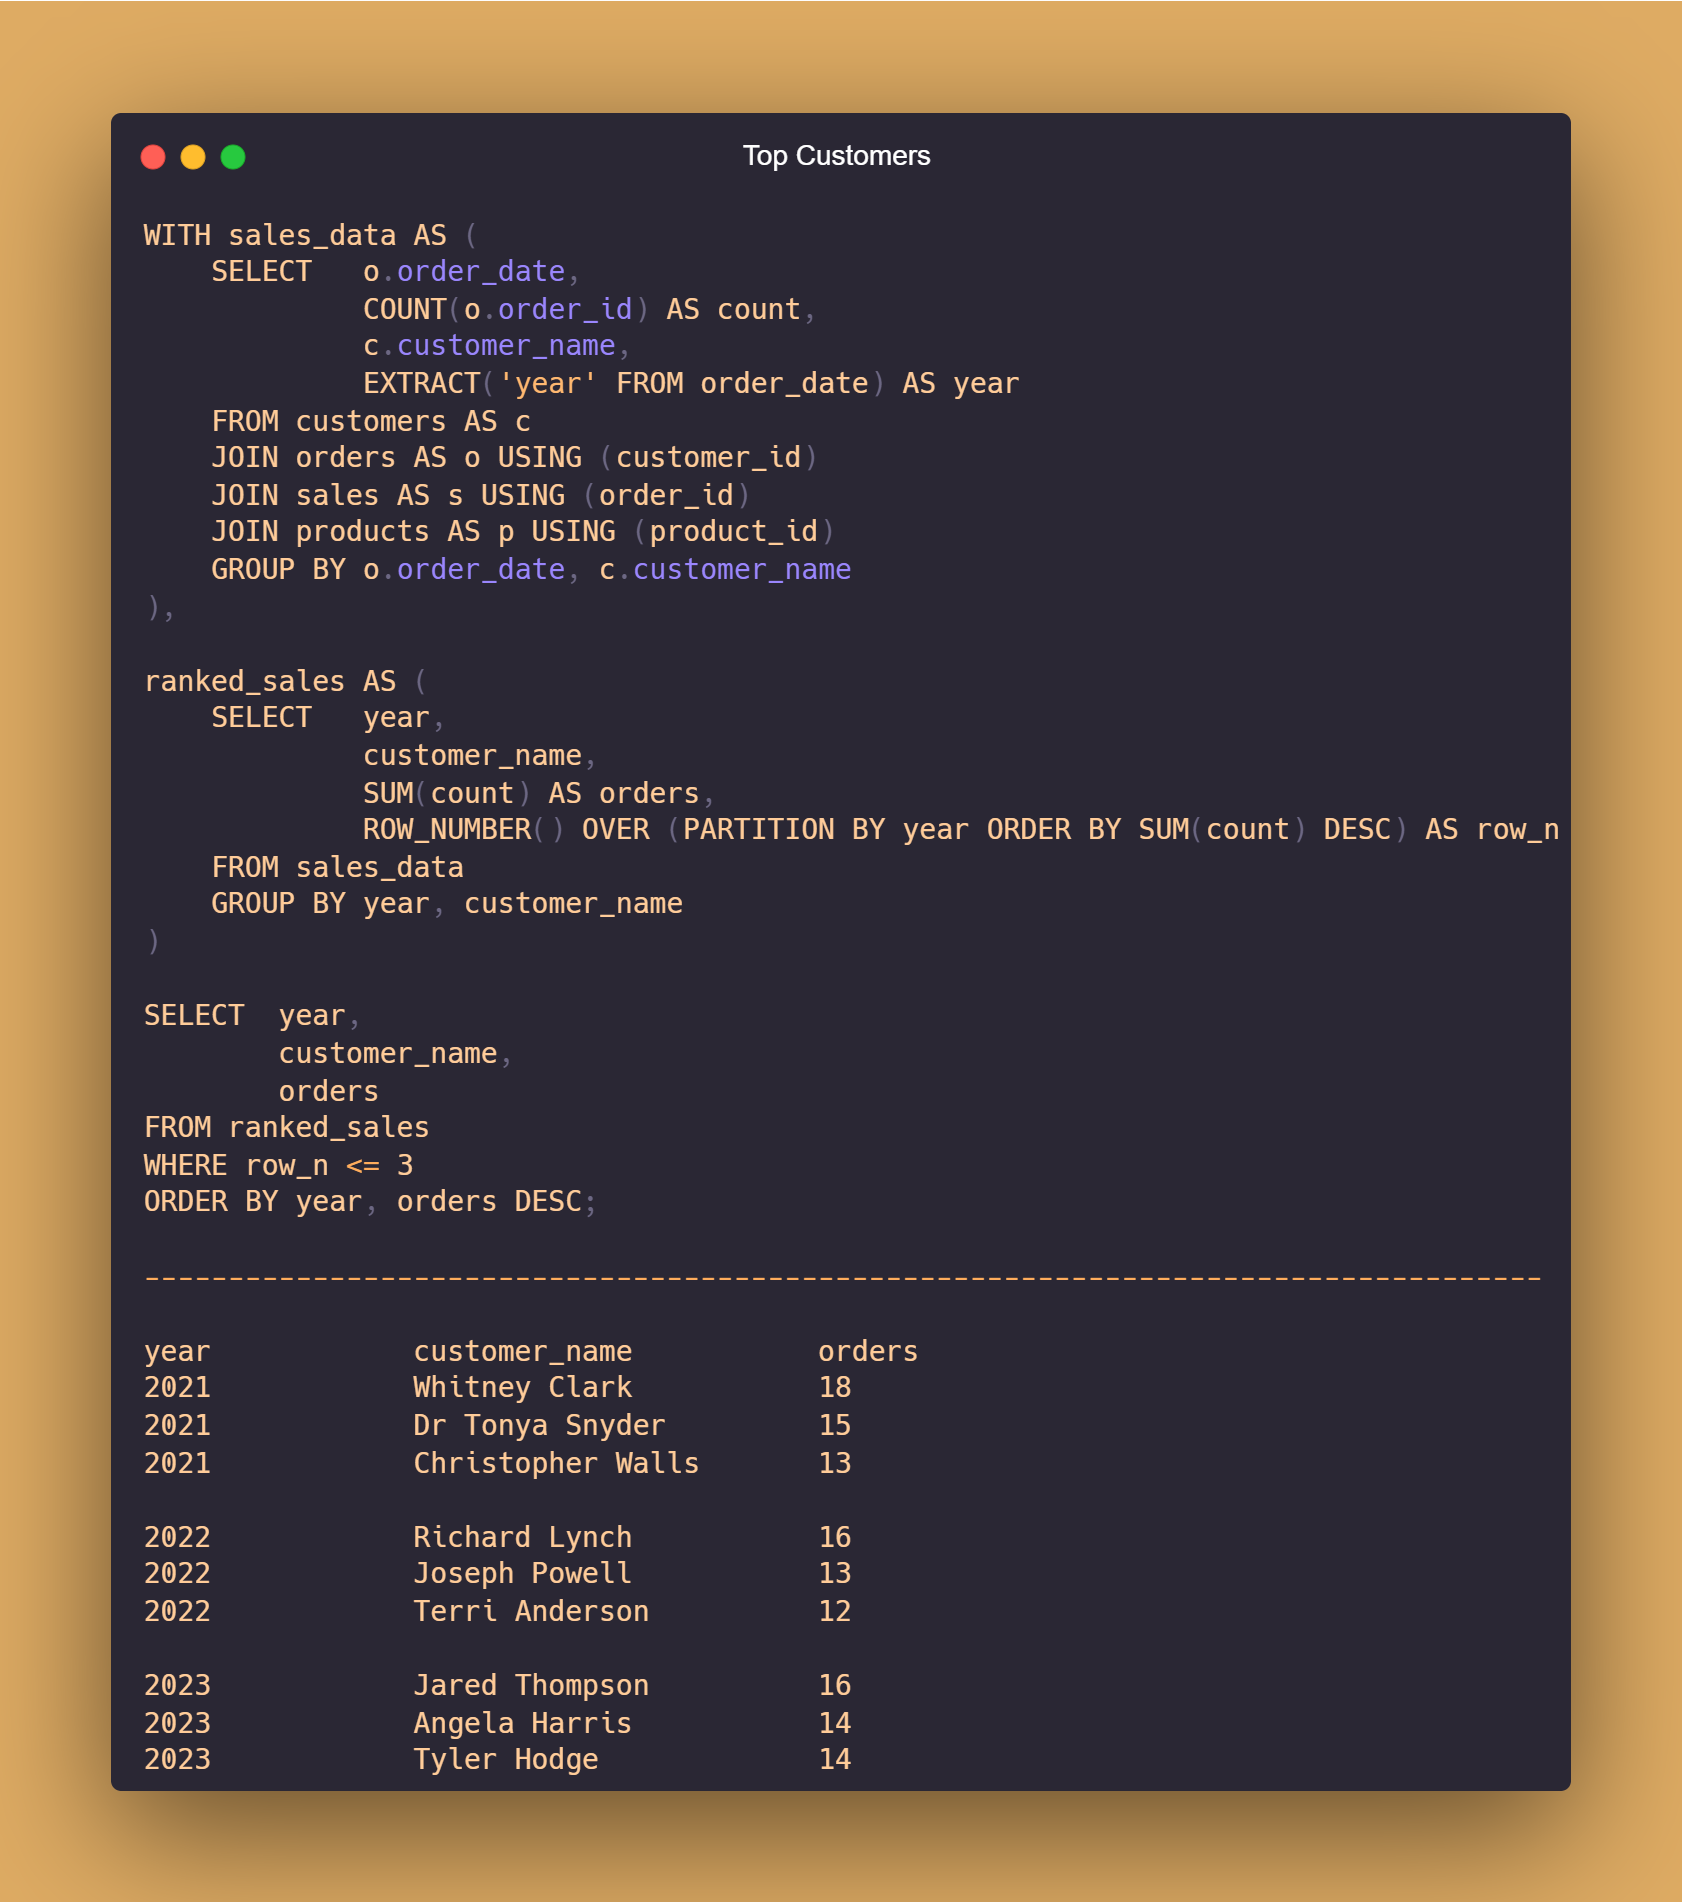 Top Customers
WITH sales_data AS (
    SELECT   o.order_date,
             COUNT(o.order_id) AS count,
             c.customer_name,
             EXTRACT('year' FROM order_date) AS year
    FROM customers AS c
    JOIN orders AS o USING (customer_id)
    JOIN sales AS s USING (order_id)
    JOIN products AS p USING (product_id)
    GROUP BY o.order_date, c.customer_name
),
ranked_sales AS (
    SELECT   year,
             customer_name,
             SUM(count) AS orders,
             ROW_NUMBER() OVER (PARTITION BY year ORDER BY SUM(count) DESC) AS row_n
    FROM sales_data
    GROUP BY year, customer_name
)
SELECT  year,
        customer_name,
        orders
FROM ranked_sales
WHERE row_n <= 3
ORDER BY year, orders DESC;
-----------------------------------------------------------------------------------
year            customer_name           orders
2021            Whitney Clark           18
2021            Dr Tonya Snyder         15
2021            Christopher Walls       13
2022            Richard Lynch           16
2022            Joseph Powell           13
2022            Terri Anderson          12
2023            Jared Thompson          16
2023            Angela Harris           14
2023            Tyler Hodge             14